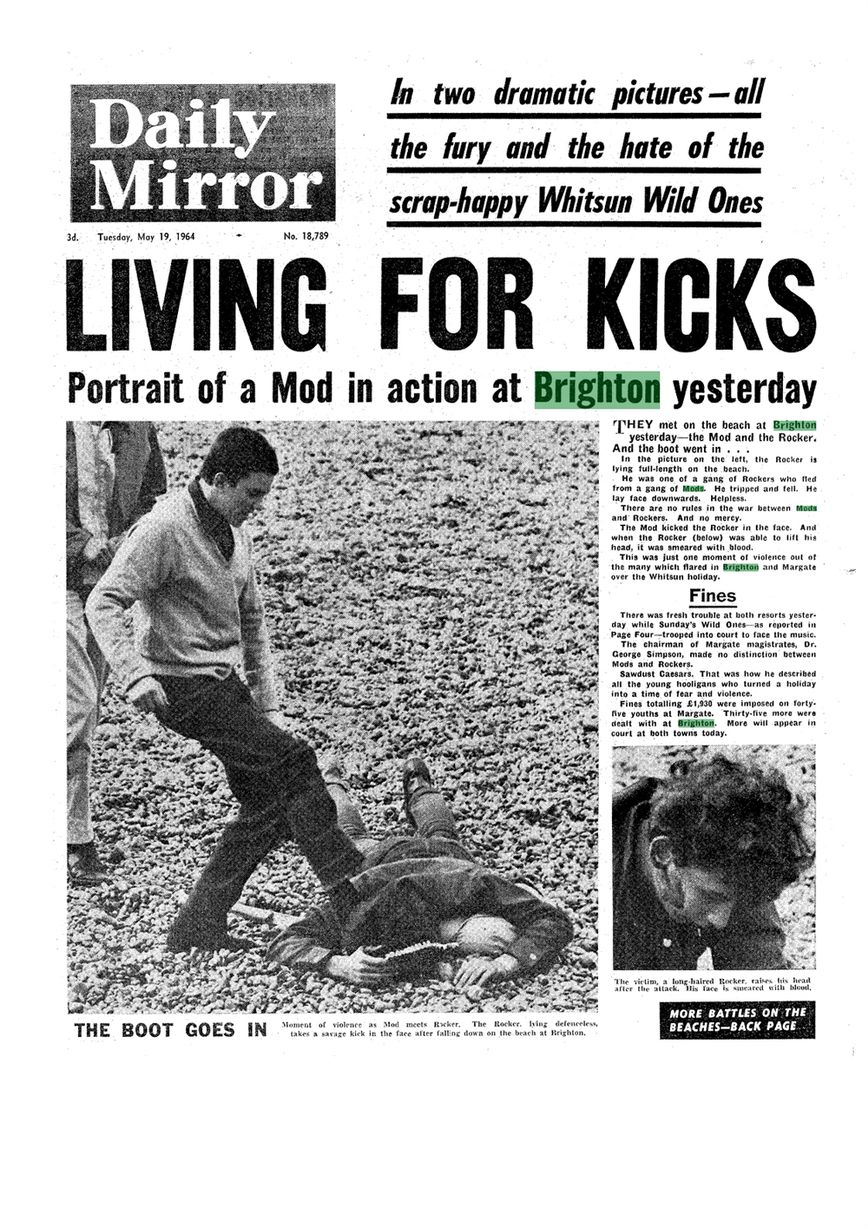 Daily
Mirror
3d. Tuesday, May 19, 1964 No. 18,789
In two dramatic pictures—all
the fury and the hate of the
scrap-happy Whitsun Wild Ones
LIVING FOR KICKS
Portrait of a Mod in action at Brighton yesterday
THEY met on the beach at Brighton
yesterday—the Mod and the Rocker.
And the boot went in . . .
In the picture on the left, the Rocker is
lying full-length on the beach.
He was one of a gang of Rockers who fled
from a gang of Mods. He tripped and fell. He
lay face downwards. Helpless.
There are no rules in the war between Mods
and Rockers. And no mercy.
The Mod kicked the Rocker in the face. And
when the Rocker (below) was able to lift his
head, it was smeared with blood.
This was just one moment of violence out of
the many which flared in Brighton and Margate
over the Whitsun holiday.
Fines
There was fresh trouble at both resorts yester-
day while Sunday's Wild Ones—as reported in
Page Four—trooped into court to face the music.
The chairman of Margate magistrates, Dr.
George Simpson, made no distinction between
Mods and Rockers.
Sawdust Caesars. That was how he described
all the young hooligans who turned a holiday
into a time of fear and violence.
Fines totalling £1,930 were imposed on forty-
five youths at Margate. Thirty-five more were
dealt with at Brighton. More will appear in
court at both towns today.
The victim, a long-haired Rocker, raises his head
after the attack. His face is smeared with blood.
MORE BATTLES ON THE
BEACHES—BACK PAGE
THE BOOT GOES IN
Moment of violence as Mod meets Rocker. The Rocker, lying defenceless,
takes a savage kick in the face after falling down on the beach at Brighton.